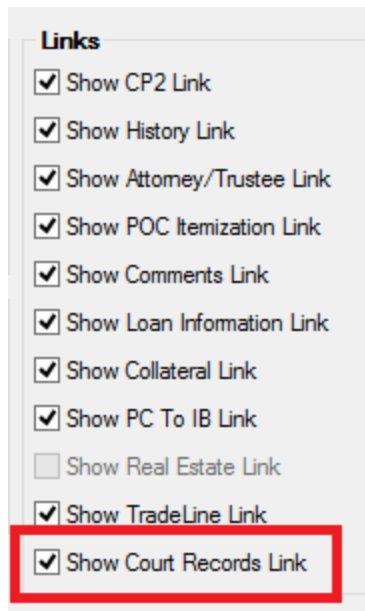 Links
Show CP2 Link
Show History Link
Show Attorney/Trustee Link
Show POC Itemization Link
Show Comments Link
Show Loan Information Link
Show Collateral Link
Show PC To IB Link
Show Real Estate Link
Show TradeLine Link
Show Court Records Link